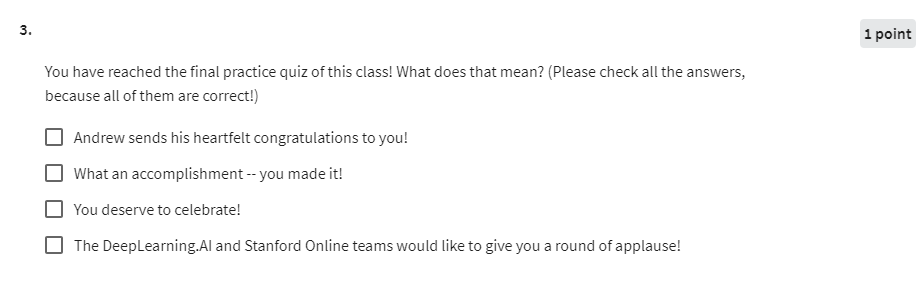 3.
1 point
You have reached the final practice quiz of this class! What does that mean? (Please check all the answers,
because all of them are correct!)
Andrew sends his heartfelt congratulations to you!
What an accomplishment -- you made it!
You deserve to celebrate!
The DeepLearning.AI and Stanford Online teams would like to give you a round of applause!